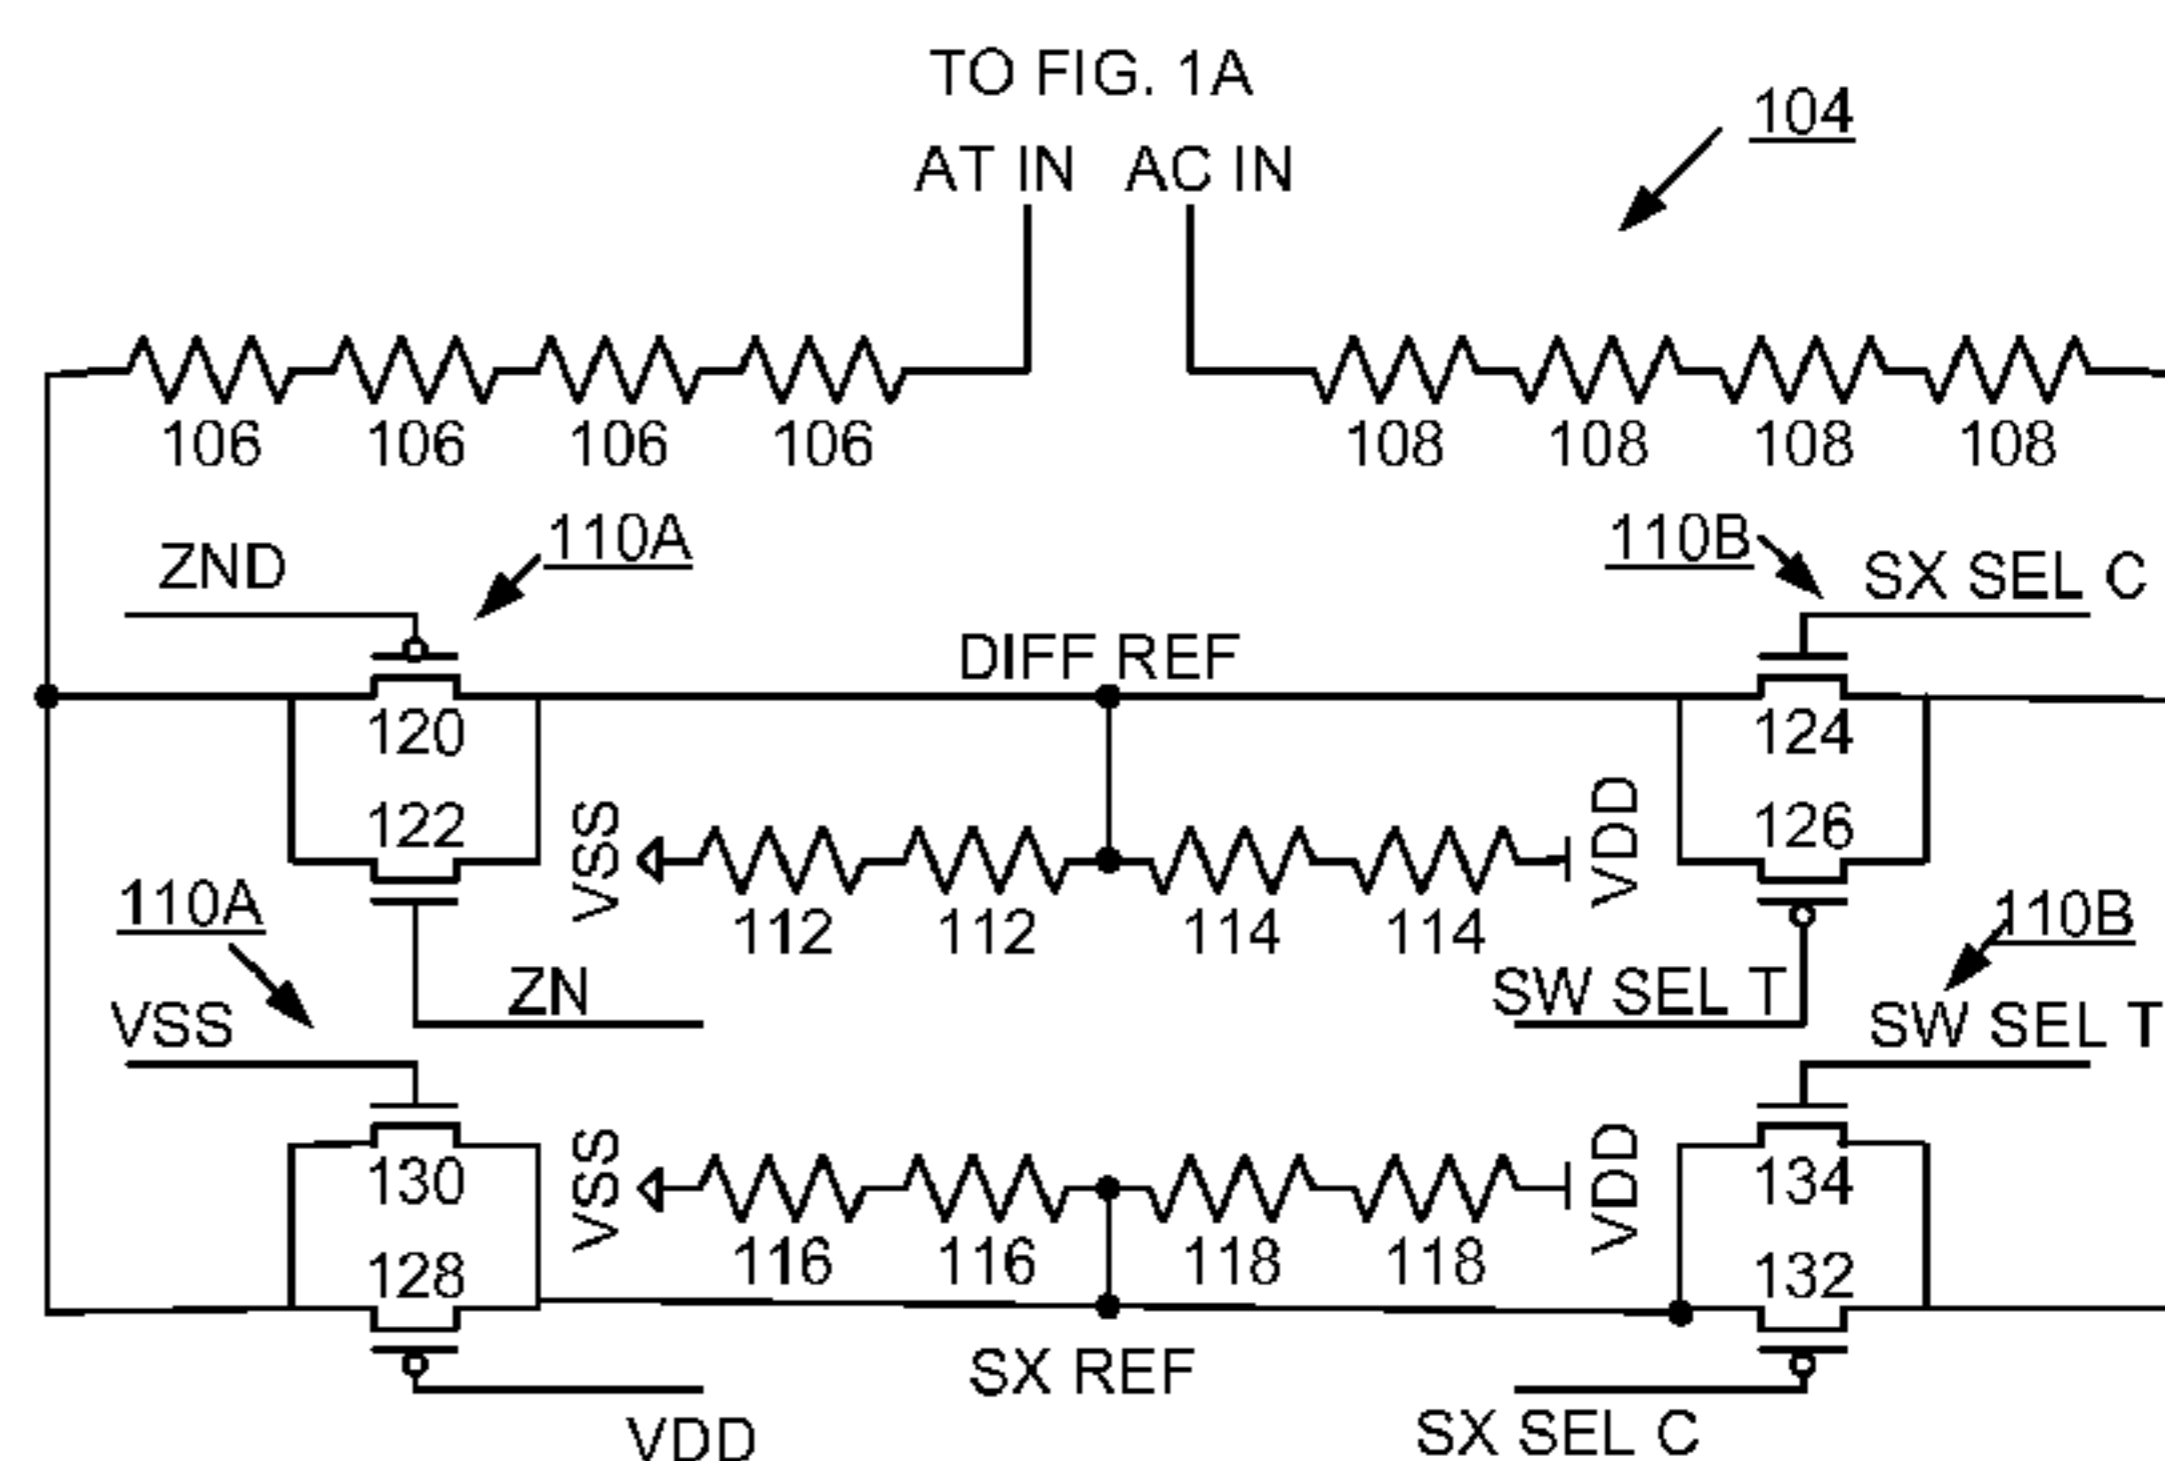 TO FIG. 1A
104
AT IN AC IN
106 106 106 106 108 108 108 108
ZND 110A 110B SX SEL C
DIFF REF
120 124
122 VSS VDD 126
110A 112 112 114 114 110B
VSS ZN SW SEL T SW SEL T
130 VSS VDD 134
128 116 116 118 118 132
SX REF
VDD SX SEL C